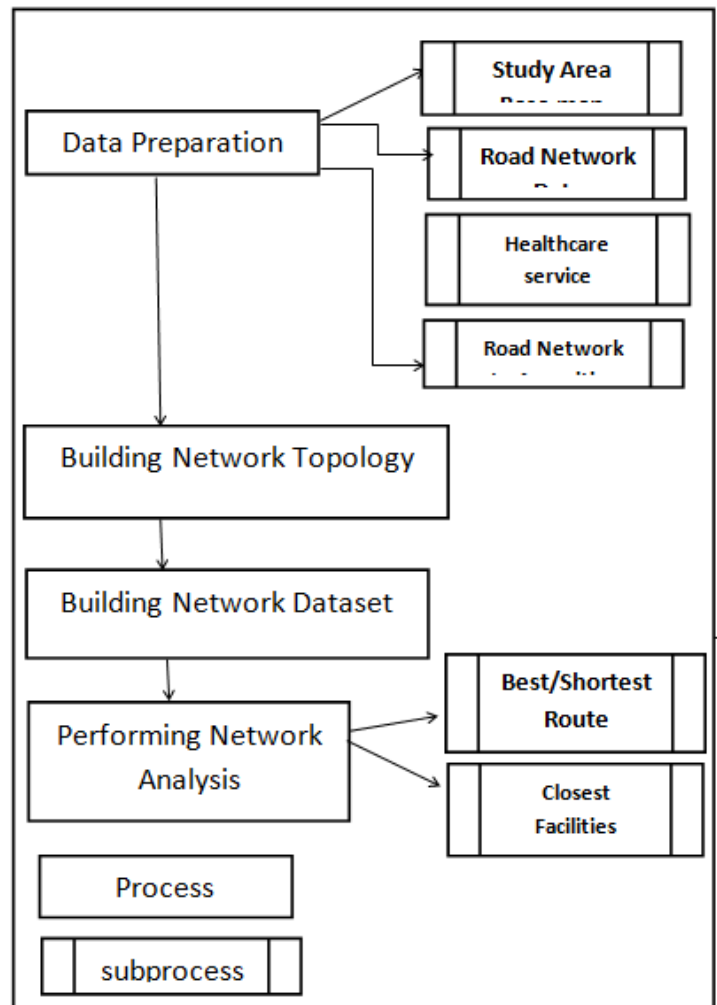 Study Area
Data Preparation
Road Network
Healthcare
service
Road Network
Building Network Topology
Building Network Dataset
Performing Network
Analysis
Best/Shortest
Route
Closest
Facilities
Process
subprocess